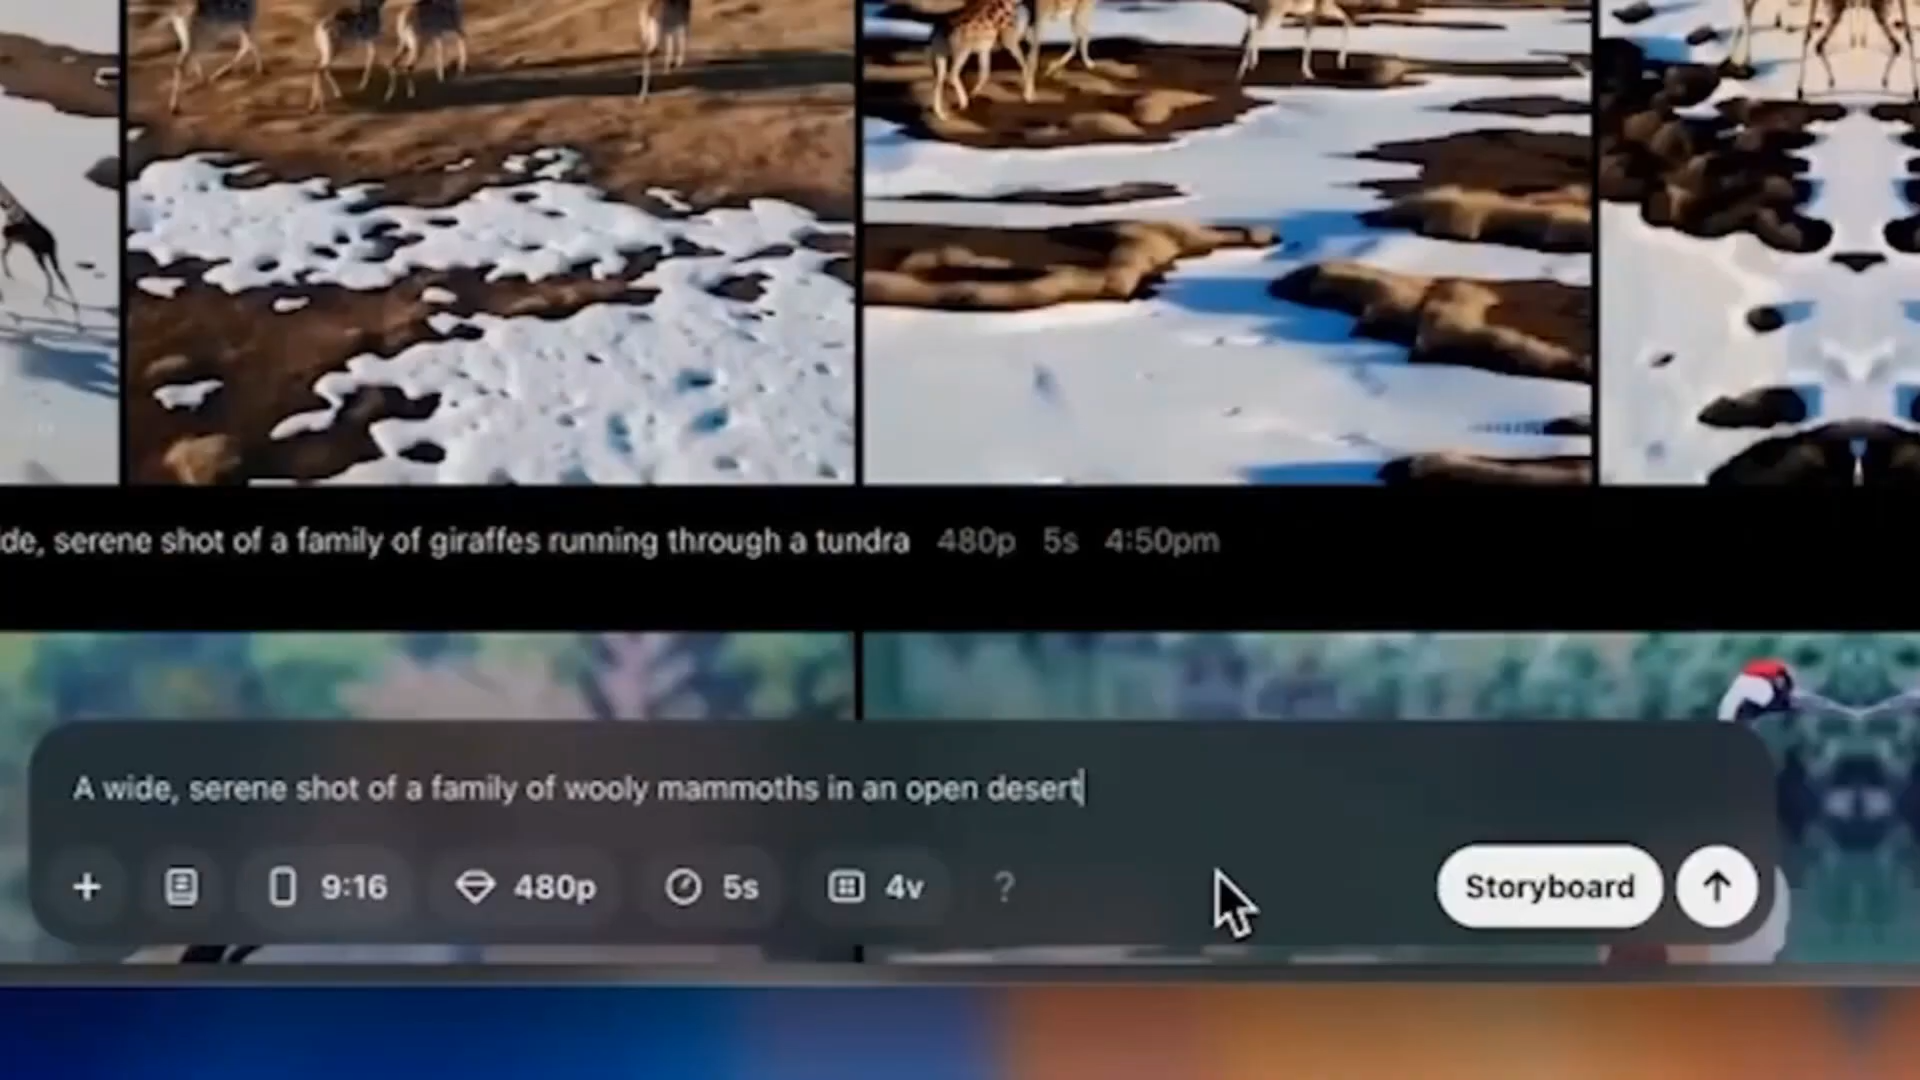 de, serene shot of a family of giraffes running through a tundra 480p 5s 4:50pm
A wide, serene shot of a family of wooly mammoths in an open desert
+ 9:16 480p 5s 4v ? Storyboard